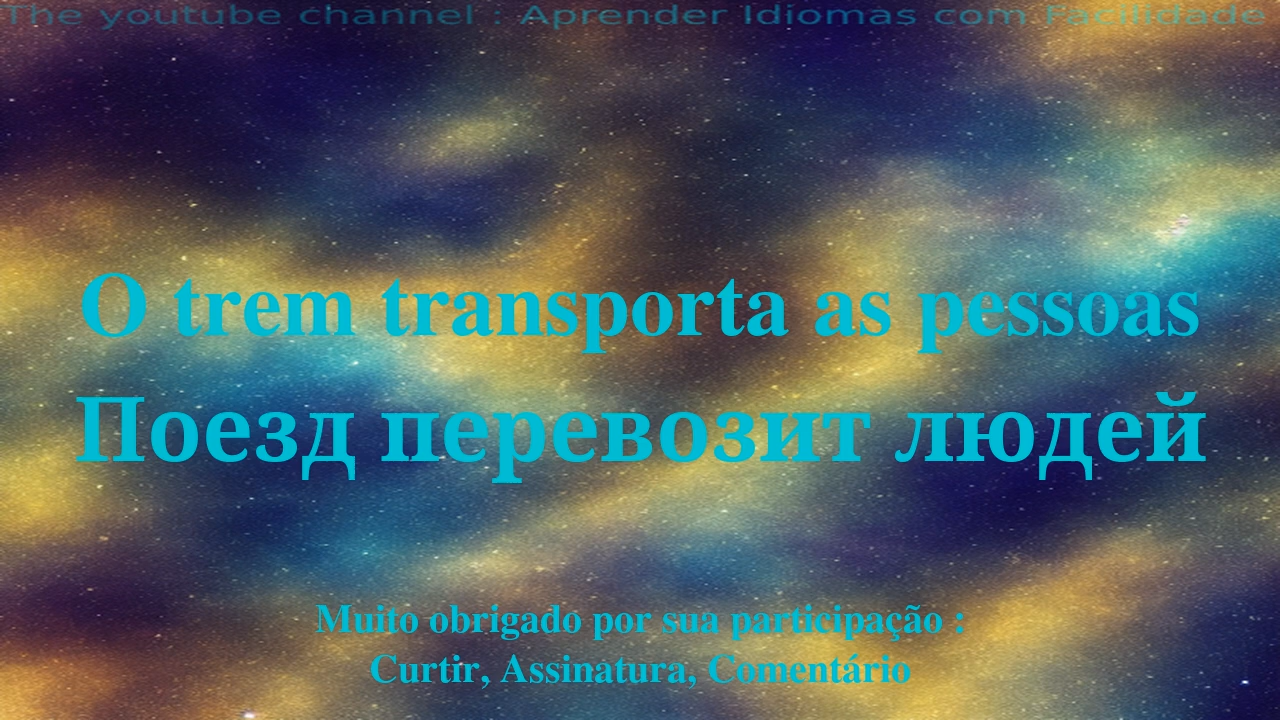 The youtube channel : Aprender Idiomas com Facilidade
O trem transporta as pessoas
Поезд перевозит людей
Muito obrigado por sua participação :
Curtir, Assinatura, Comentário